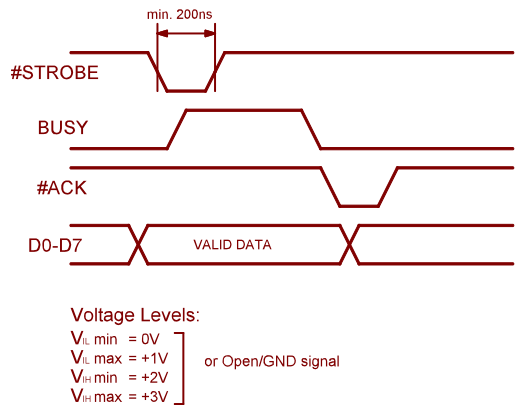 min. 200ns
#STROBE
BUSY
#ACK
D0-D7
VALID DATA
Voltage Levels:
VIL min = 0V
VIL max = +1V
VIH min = +2V
VIH max = +3V
or Open/GND signal